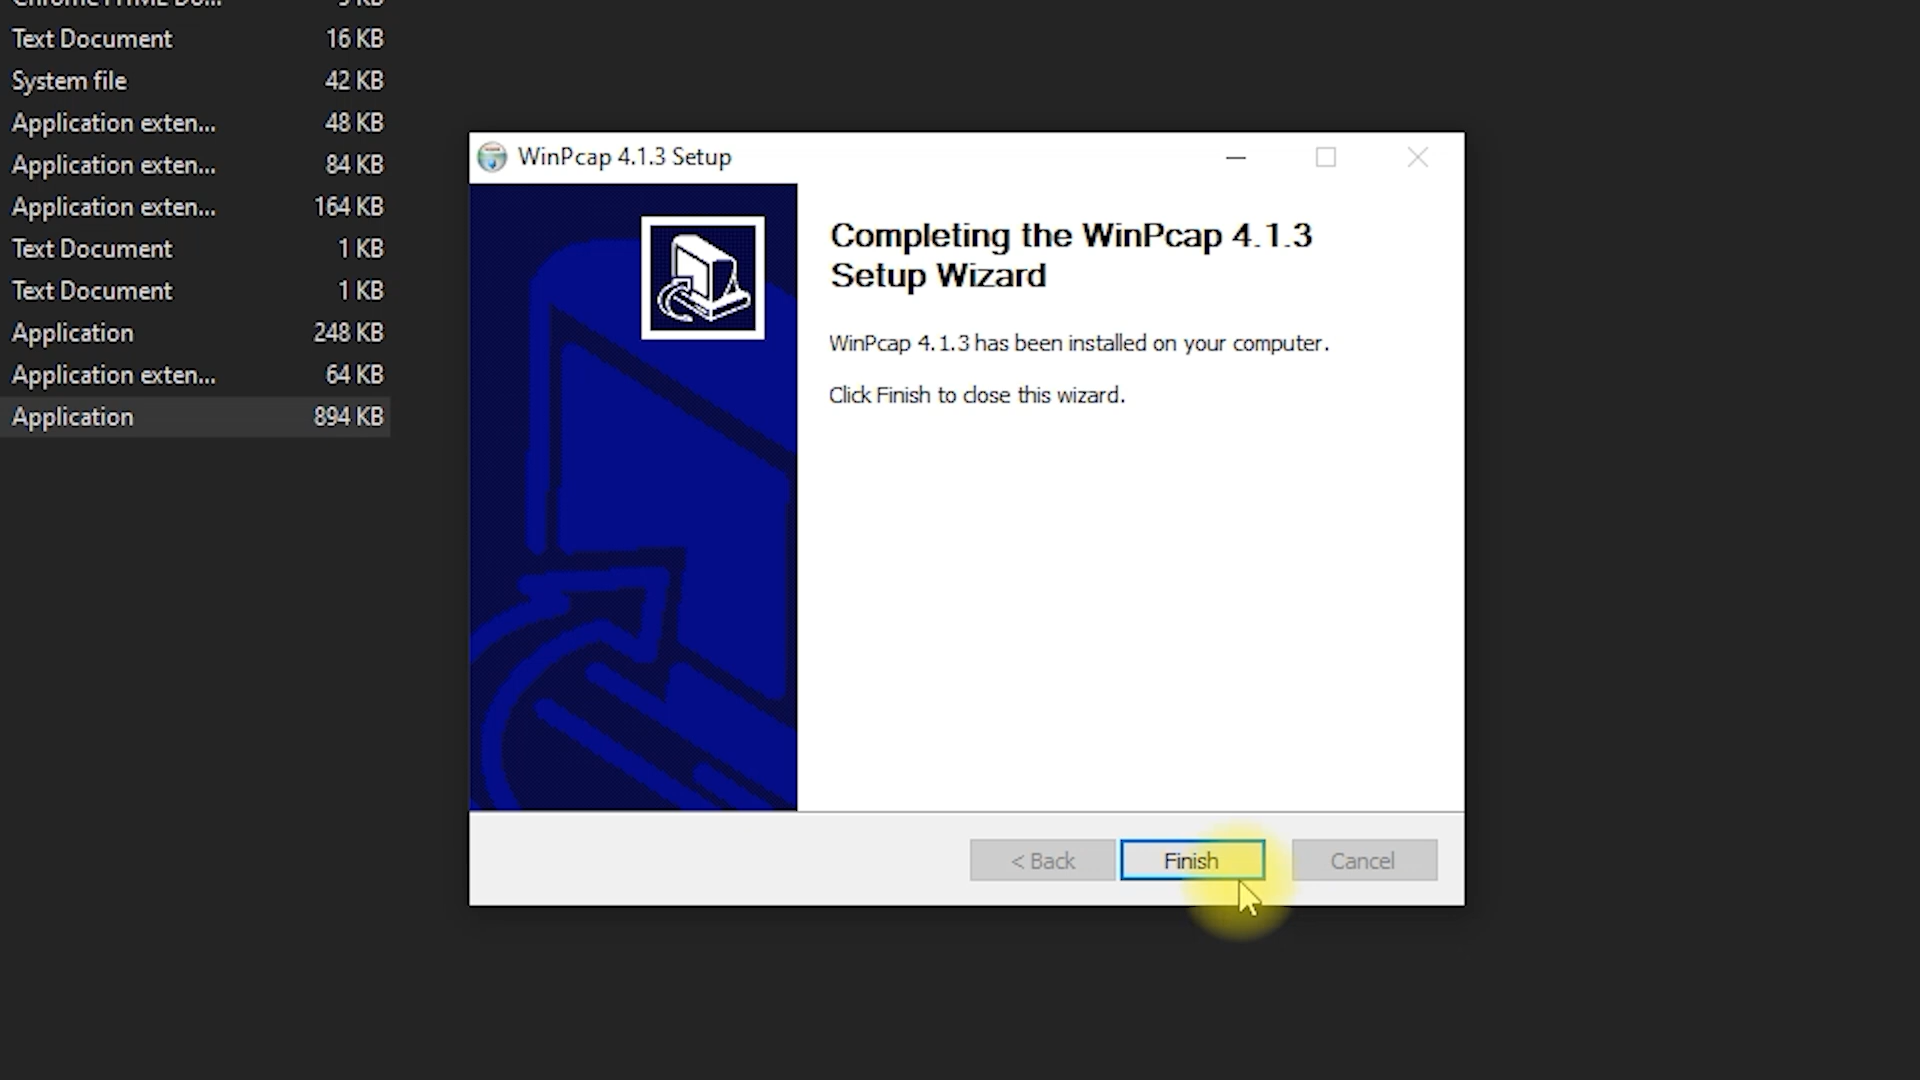 Text Document 16 KB
System file 42 KB
Application exten... 48 KB
Application exten... 84 KB
Application exten... 164 KB
Text Document 1 KB
Text Document 1 KB
Application 248 KB
Application exten... 64 KB
Application 894 KB
WinPcap 4.1.3 Setup
Completing the WinPcap 4.1.3
Setup Wizard
WinPcap 4.1.3 has been installed on your computer.
Click Finish to close this wizard.
< Back
Finish
Cancel